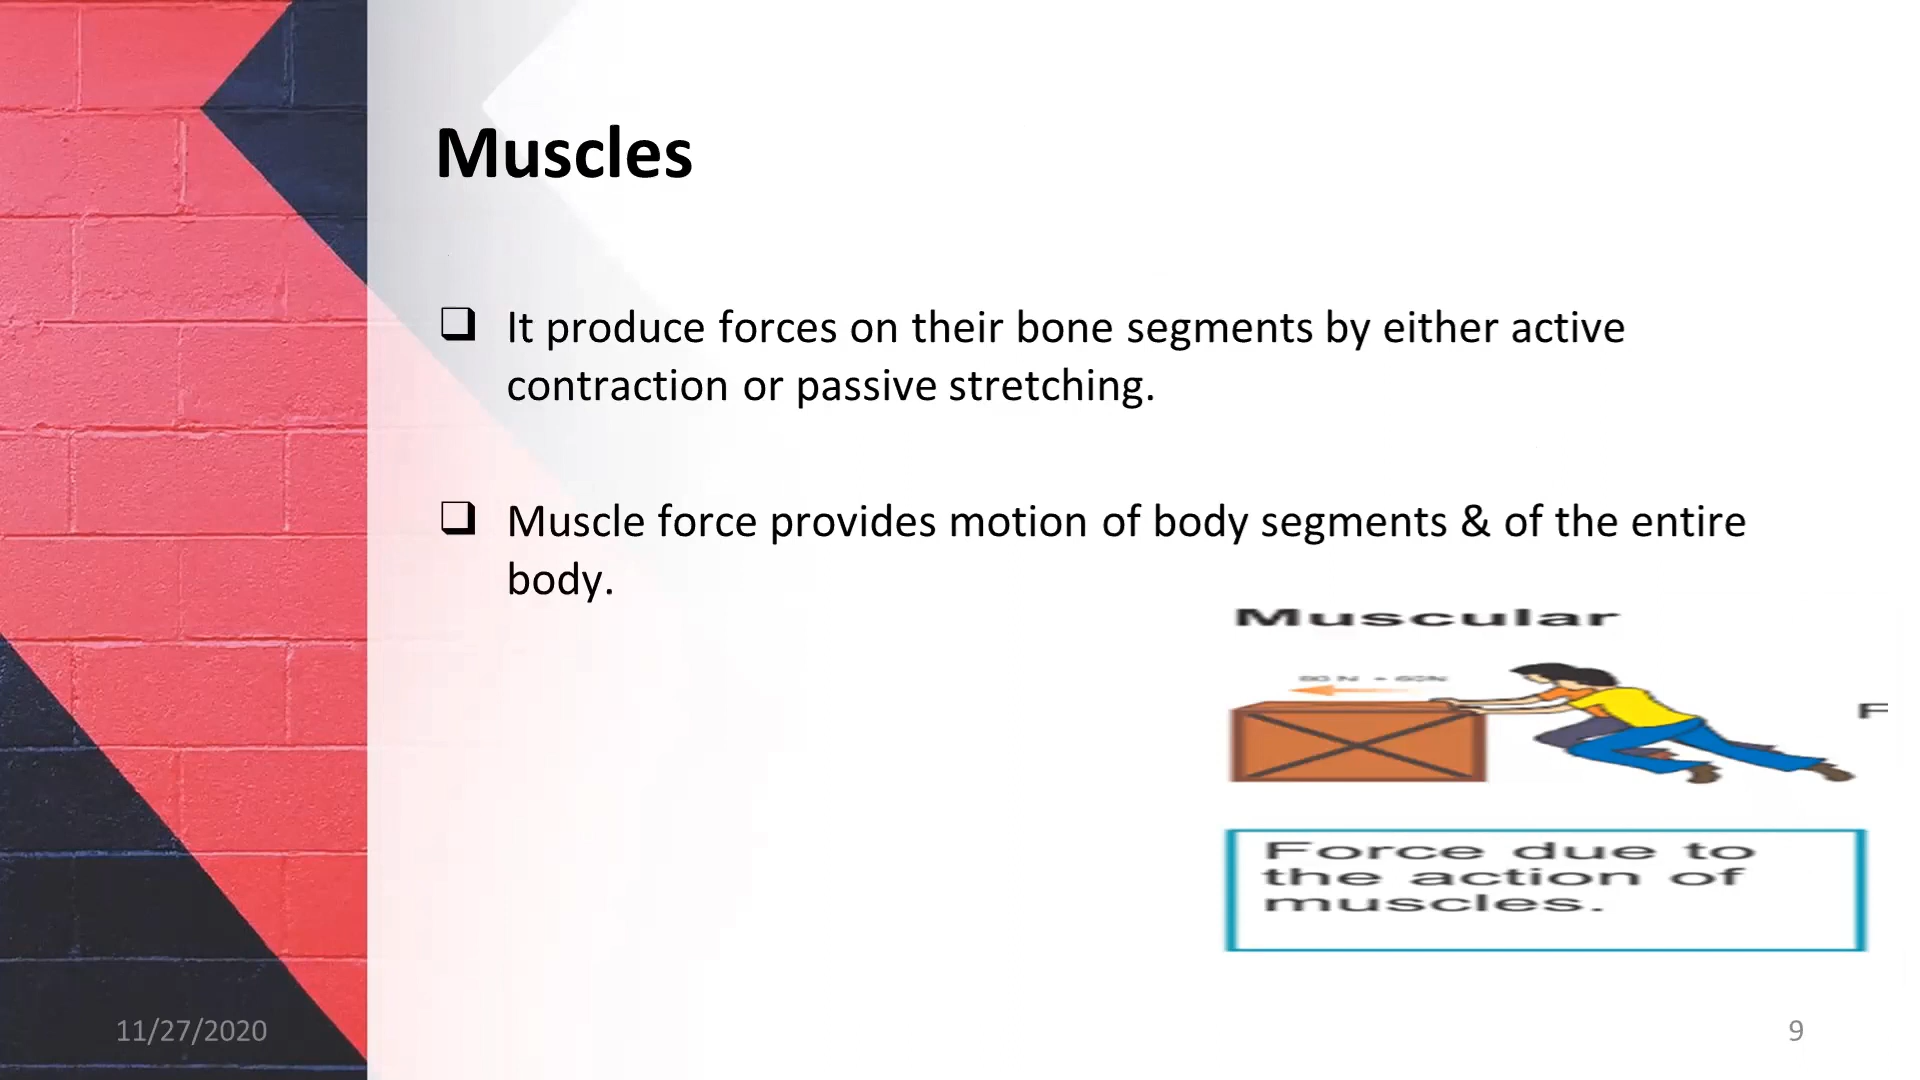 Muscles
❑ It produce forces on their bone segments by either active
contraction or passive stretching.
❑ Muscle force provides motion of body segments & of the entire
body.
Muscular
60 N + 60N
F
Force due to
the action of
muscles.
11/27/2020
9